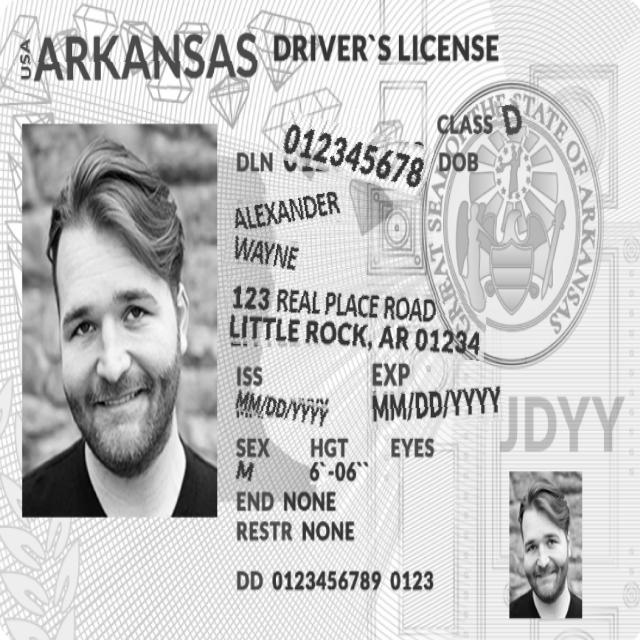 USA ARKANSAS DRIVER`S LICENSE
CLASS D
DLN 012345678 DOB
ALEXANDER
WAYNE
123 REAL PLACE ROAD
LITTLE ROCK, AR 01234
ISS EXP
MM/DD/YYYY MM/DD/YYYY
JDYY
SEX HGT EYES
M 6`-06``
END NONE
RESTR NONE
DD 0123456789 0123
GREAT SEAL OF THE STATE OF ARKANSAS